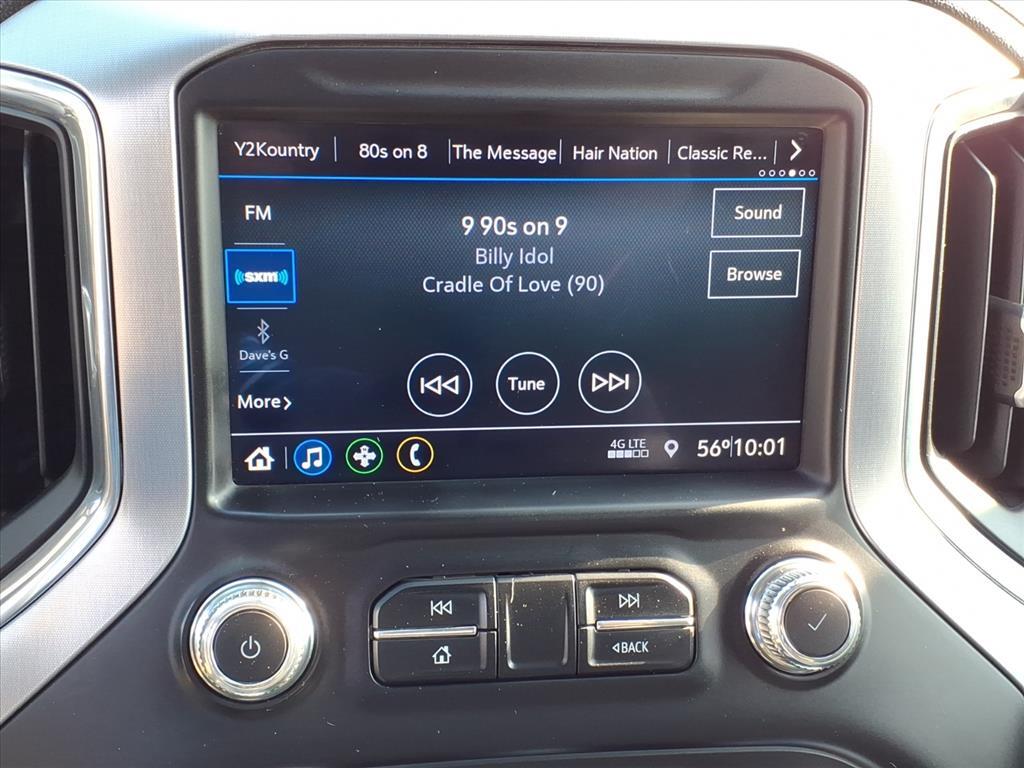 Y2Kountry 80s on 8 The Message Hair Nation Classic Re...
FM
9 90s on 9
Sound
Billy Idol
sxm
Cradle Of Love (90)
Browse
Dave's G
Tune
More
4G LTE
56° 10:01
BACK